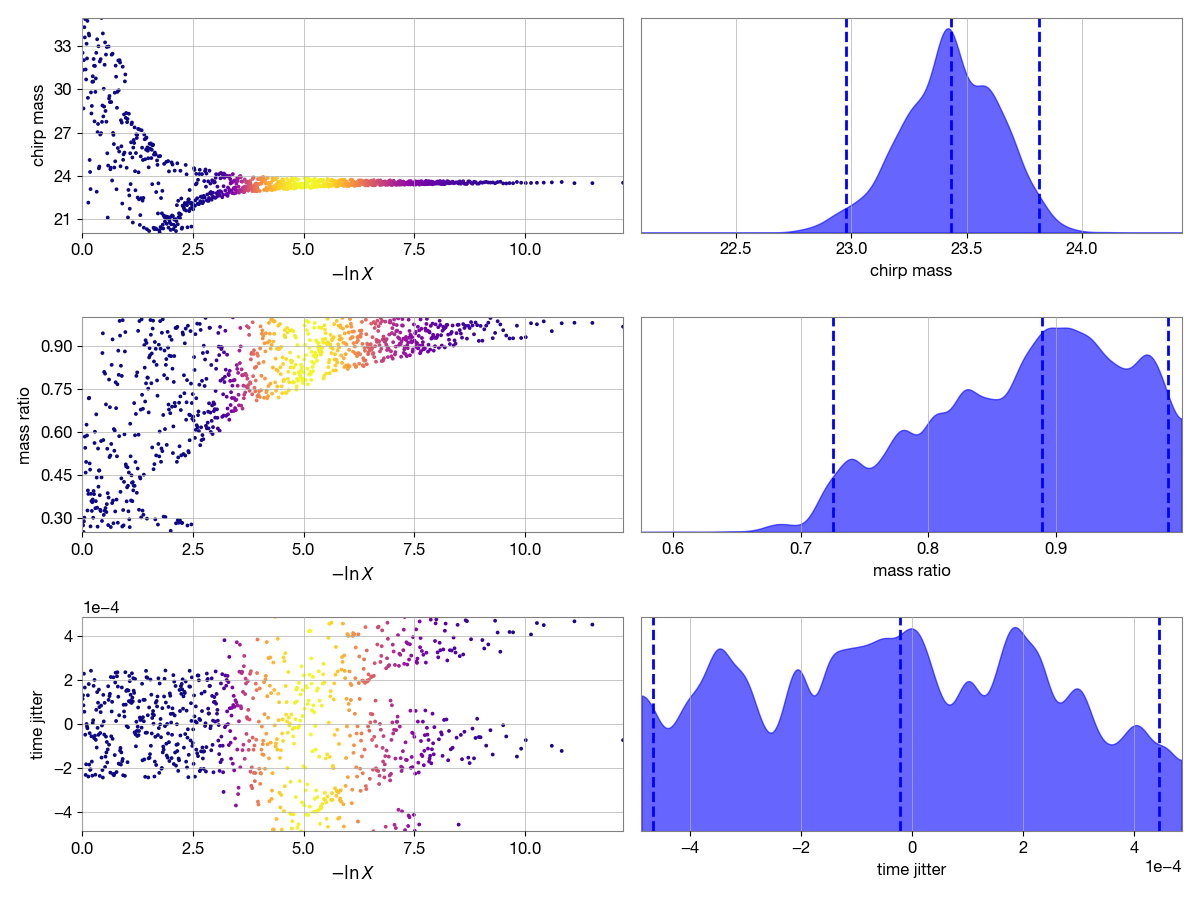 33
30
27
24
21
chirp mass
0.0 2.5 5.0 7.5 10.0
−ln X
22.5 23.0 23.5 24.0
chirp mass
0.90
0.75
0.60
0.45
0.30
mass ratio
0.0 2.5 5.0 7.5 10.0
−ln X
0.6 0.7 0.8 0.9
mass ratio
1e−4
4
2
0
−2
−4
time jitter
0.0 2.5 5.0 7.5 10.0
−ln X
−4 −2 0 2 4
1e−4
time jitter